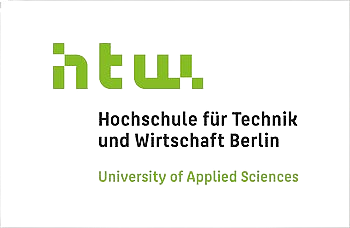 htw.
Hochschule für Technik
und Wirtschaft Berlin
University of Applied Sciences